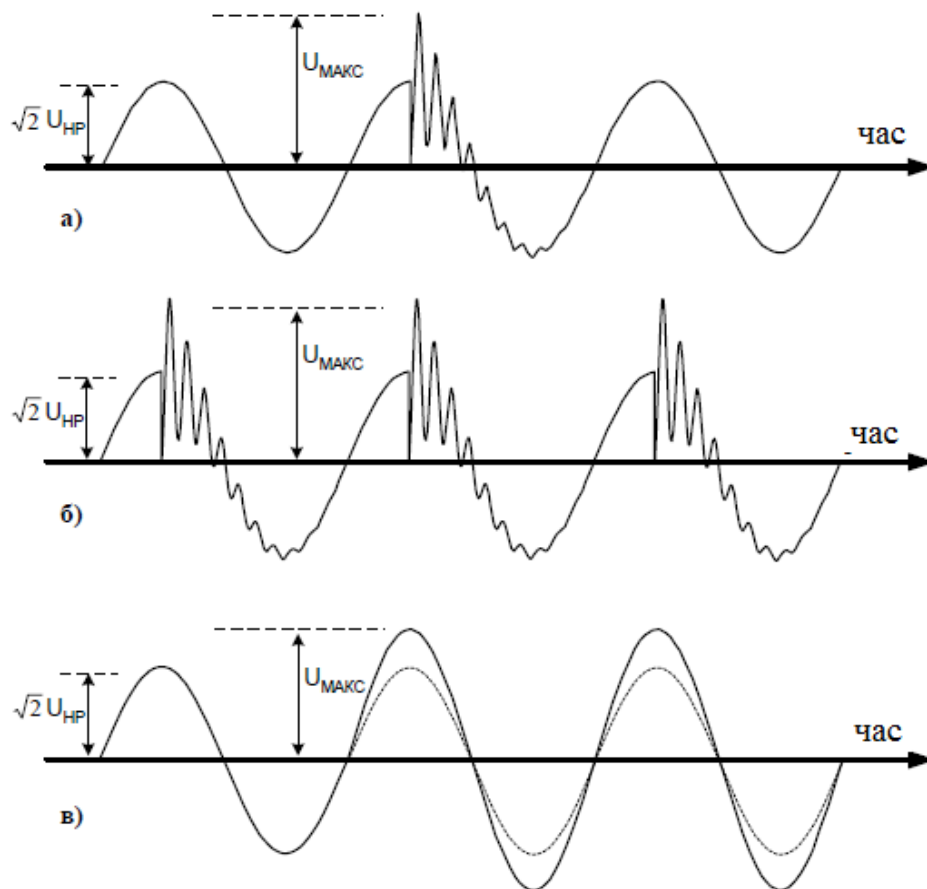 U_МАКС
√2 U_НР
час
а)
U_МАКС
√2 U_НР
час
б)
U_МАКС
√2 U_НР
час
в)